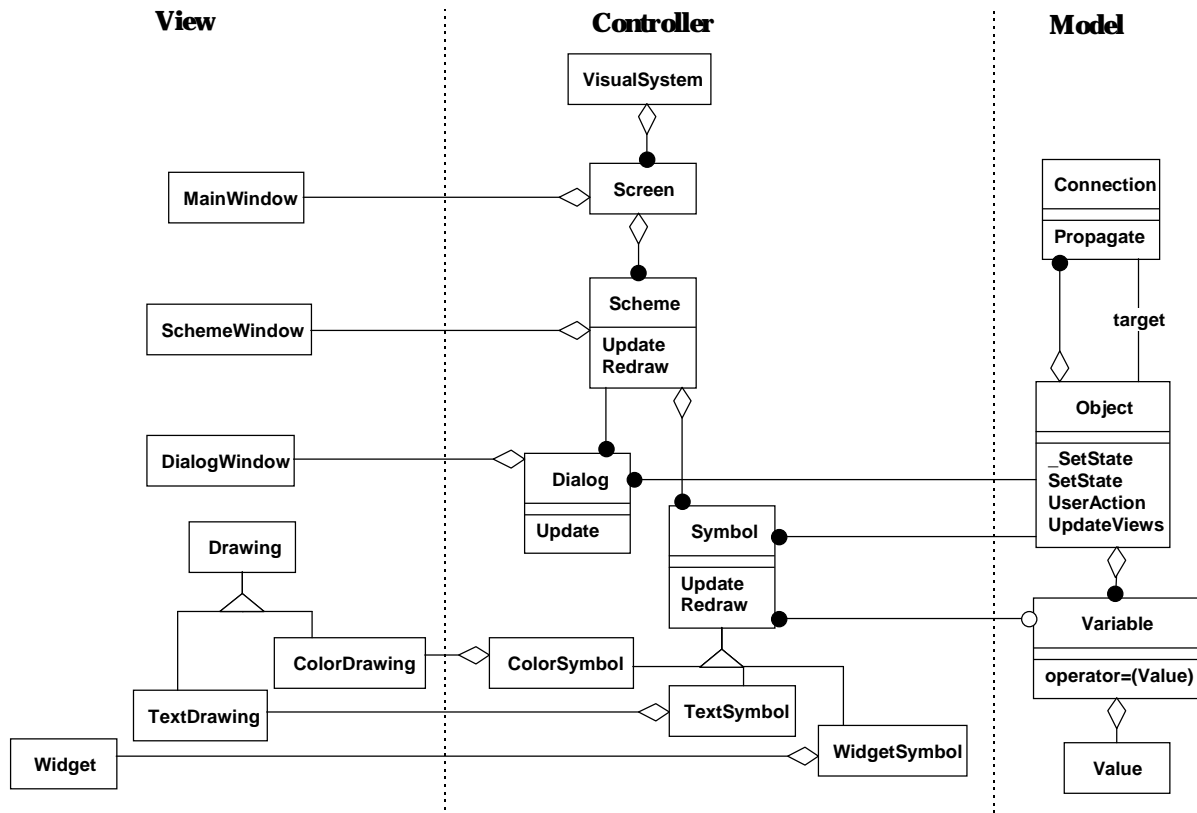 View
Controller
Model
VisualSystem
MainWindow
Screen
Connection
Propagate
SchemeWindow
Scheme
Update
Redraw
target
DialogWindow
Dialog
Update
Object
_SetState
SetState
UserAction
UpdateViews
Drawing
Symbol
Update
Redraw
Variable
operator=(Value)
ColorDrawing
ColorSymbol
TextDrawing
TextSymbol
Widget
WidgetSymbol
Value